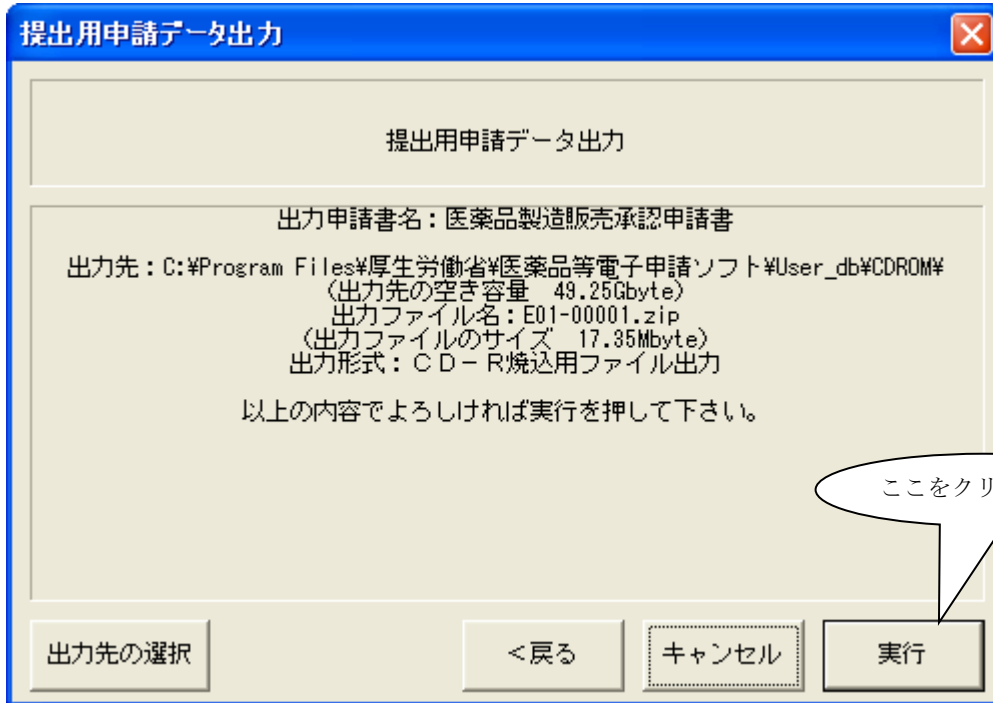 提出用申請データ出力
提出用申請データ出力
出力申請書名：医薬品製造販売承認申請書
出力先：C:¥Program Files¥厚生労働省¥医薬品等電子申請ソフト¥User_db¥CDROM¥
（出力先の空き容量　49.25Gbyte）
出力ファイル名：E01-00001.zip
（出力ファイルのサイズ　17.35Mbyte）
出力形式：ＣＤ－Ｒ焼込用ファイル出力
以上の内容でよろしければ実行を押して下さい。
ここをクリ
出力先の選択
<戻る
キャンセル
実行